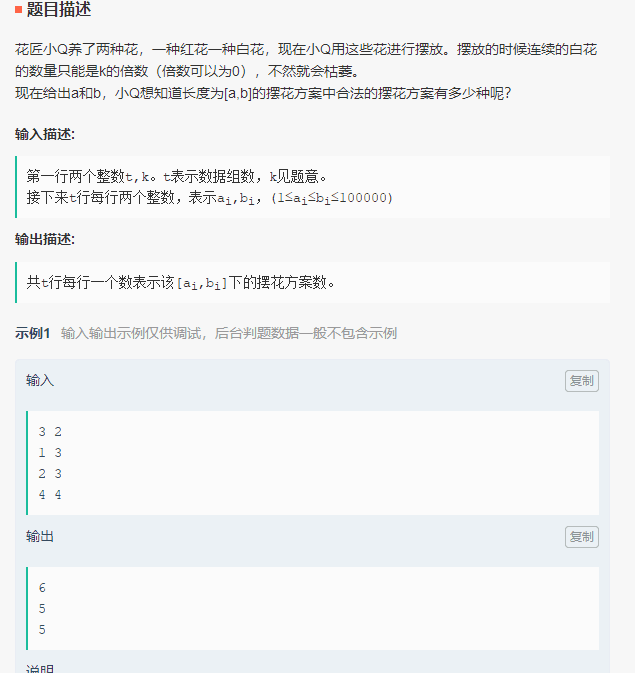 题目描述
花匠小Q养了两种花，一种红花一种白花，现在小Q用这些花进行摆放。摆放的时候连续的白花
的数量只能是k的倍数（倍数可以为0），不然就会枯萎。
现在给出a和b，小Q想知道长度为[a,b]的摆花方案中合法的摆花方案有多少种呢？
输入描述:
第一行两个整数t,k。t表示数据组数，k见题意。
接下来t行每行两个整数，表示ai,bi，(1≤ai≤bi≤100000)
输出描述:
共t行每行一个数表示该[ai,bi]下的摆花方案数。
示例1 输入输出示例仅供调试，后台判题数据一般不包含示例
输入 复制
3 2
1 3
2 3
4 4
输出 复制
6
5
5
说明